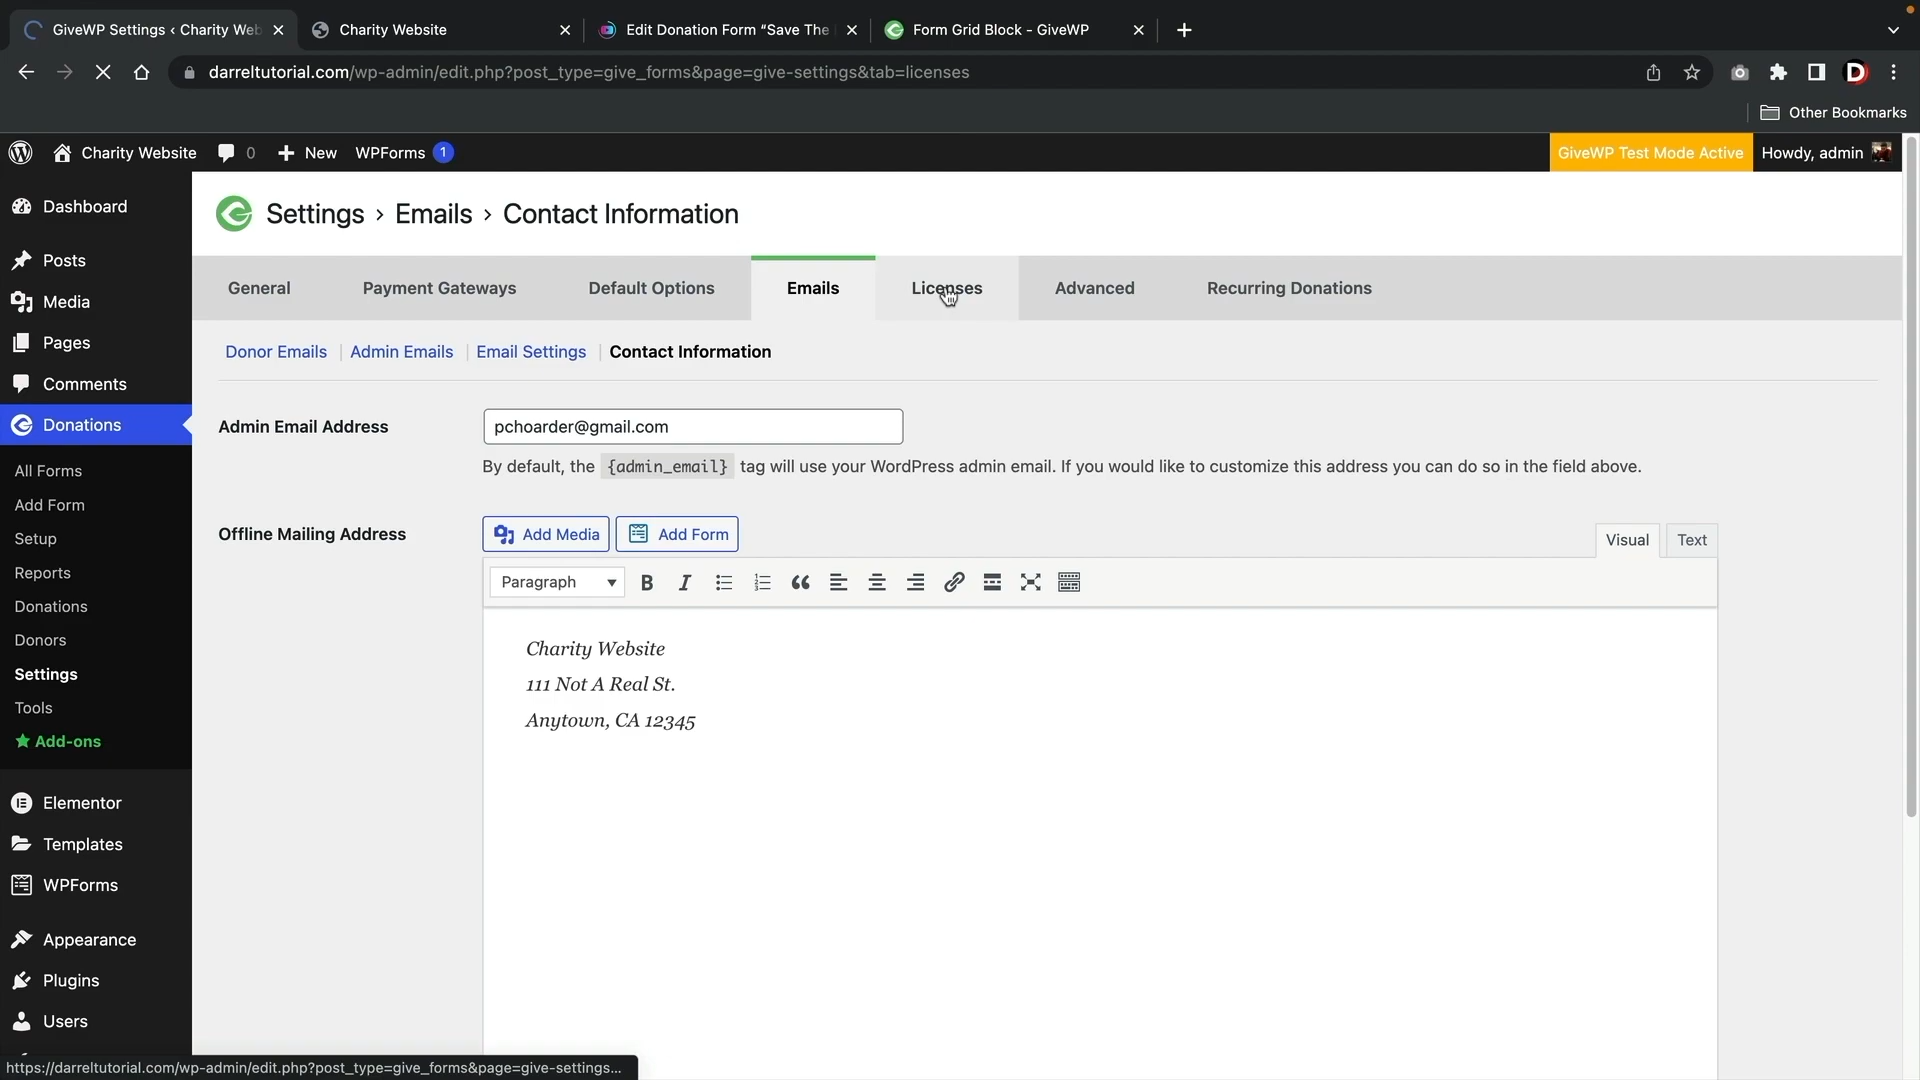 GiveWP Settings ‹ Charity Web
Charity Website
Edit Donation Form “Save The
Form Grid Block - GiveWP
darreltutorial.com/wp-admin/edit.php?post_type=give_forms&page=give-settings&tab=licenses
D
Other Bookmarks
Charity Website
0
New
WPForms
1
GiveWP Test Mode Active
Howdy, admin
Dashboard
Posts
Media
Pages
Comments
Donations
All Forms
Add Form
Setup
Reports
Donations
Donors
Settings
Tools
Add-ons
Elementor
Templates
WPForms
Appearance
Plugins
Users
Settings › Emails › Contact Information
General
Payment Gateways
Default Options
Emails
Licenses
Advanced
Recurring Donations
Donor Emails | Admin Emails | Email Settings | Contact Information
Admin Email Address
pchoarder@gmail.com
By default, the {admin_email} tag will use your WordPress admin email. If you would like to customize this address you can do so in the field above.
Offline Mailing Address
Add Media
Add Form
Visual
Text
Paragraph
B
I
Charity Website
111 Not A Real St.
Anytown, CA 12345
https://darreltutorial.com/wp-admin/edit.php?post_type=give_forms&page=give-settings...